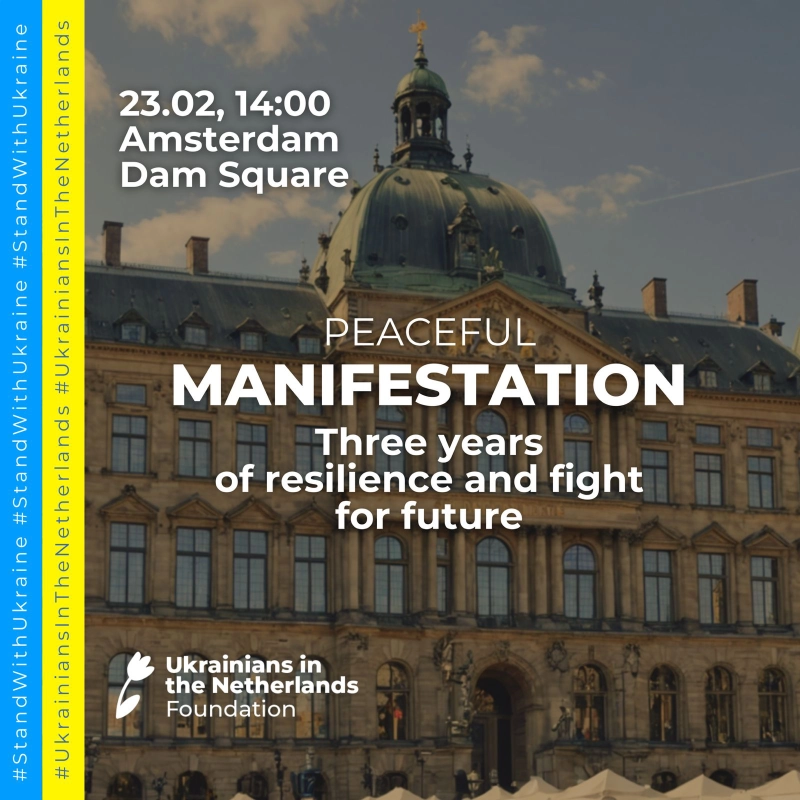 23.02, 14:00
Amsterdam
Dam Square
PEACEFUL
MANIFESTATION
Three years
of resilience and fight
for future
Ukrainians in
the Netherlands
Foundation
#StandWithUkraine #StandWithUkraine #StandWithUkraine
#UkrainiansInTheNetherlands #UkrainiansInTheNetherlands